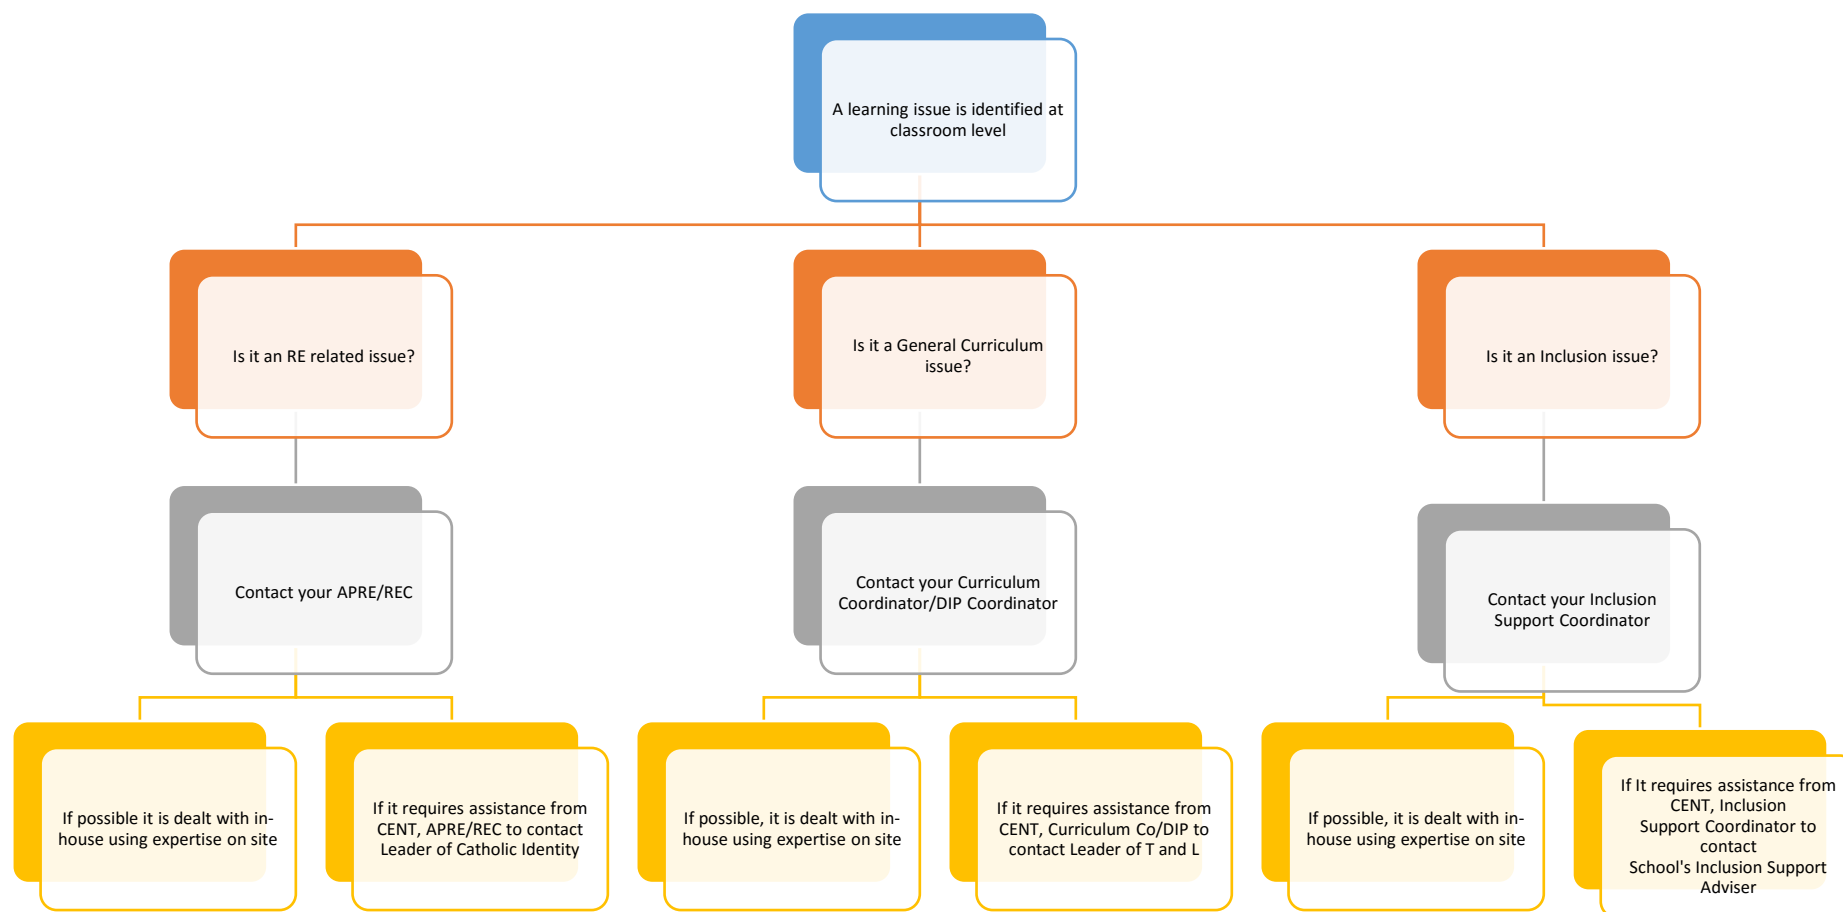 A learning issue is identified at
classroom level
Is it an RE related issue?
Is it a General Curriculum
issue?
Is it an Inclusion issue?
Contact your APRE/REC
Contact your Curriculum
Coordinator/DIP Coordinator
Contact your Inclusion
Support Coordinator
If possible it is dealt with in-
house using expertise on site
If it requires assistance from
CENT, APRE/REC to contact
Leader of Catholic Identity
If possible, it is dealt with in-
house using expertise on site
If it requires assistance from
CENT, Curriculum Co/DIP to
contact Leader of T and L
If possible, it is dealt with in-
house using expertise on site
If It requires assistance from
CENT, Inclusion
Support Coordinator to
contact
School's Inclusion Support
Adviser